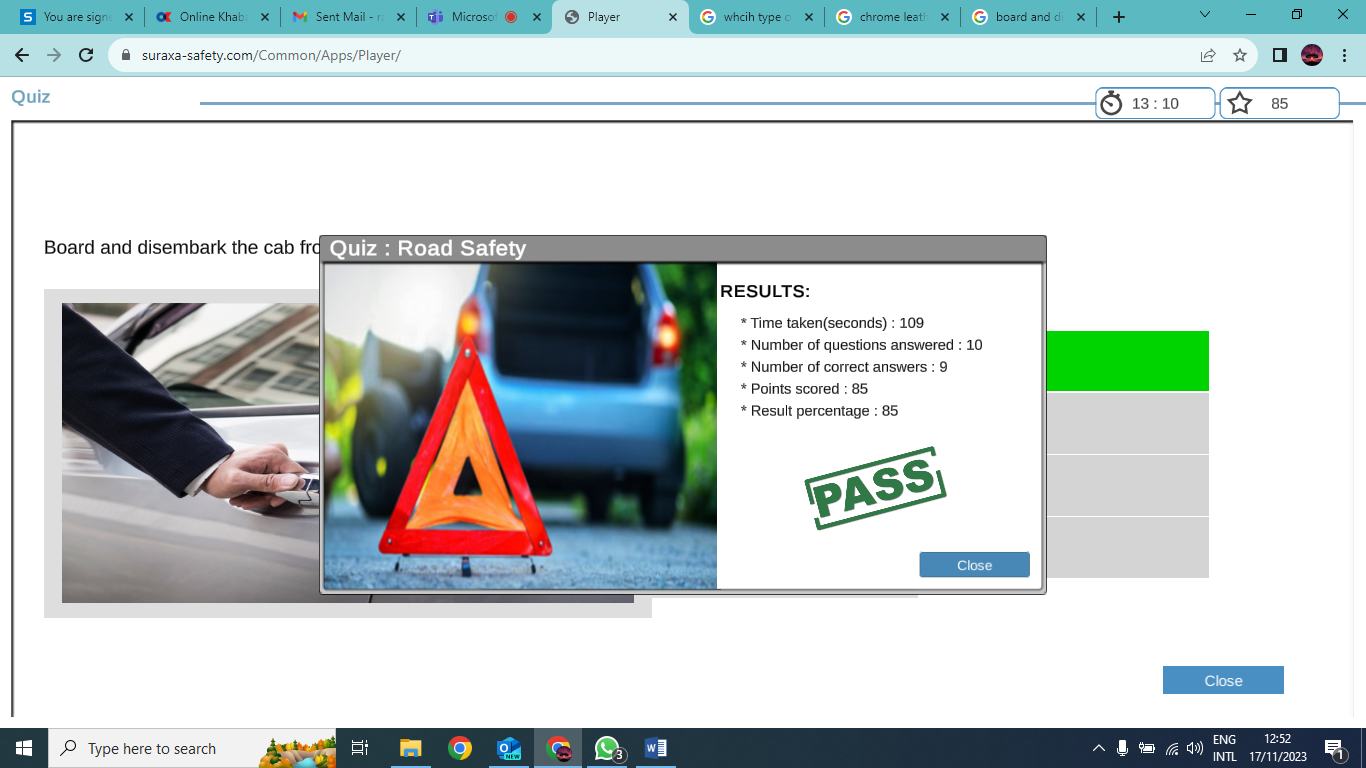 You are sign
Online Khab
Sent Mail - r
Microsof
Player
whcih type o
chrome leath
board and di
suraxa-safety.com/Common/Apps/Player/
Quiz
13 : 10
85
Board and disembark the cab fro
Quiz : Road Safety
RESULTS:
* Time taken(seconds) : 109
* Number of questions answered : 10
* Number of correct answers : 9
* Points scored : 85
* Result percentage : 85
PASS
Close
Close
Type here to search
NEW
3
ENG
INTL
12:52
17/11/2023
1